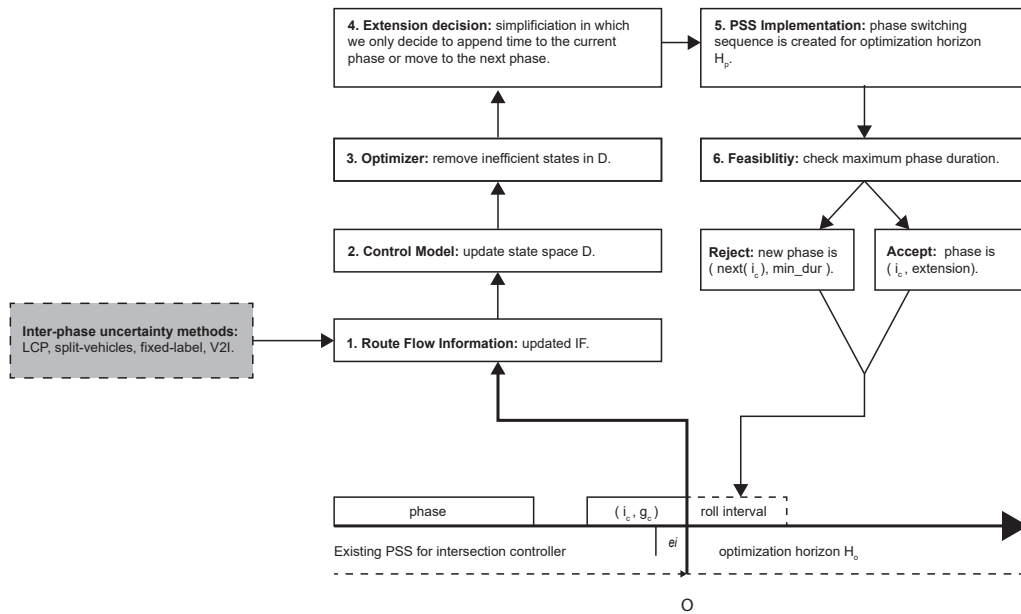 4. Extension decision: simplificiation in which
we only decide to append time to the current
phase or move to the next phase.
5. PSS Implementation: phase switching
sequence is created for optimization horizon
Hp.
3. Optimizer: remove inefficient states in D.
6. Feasiblitiy: check maximum phase duration.
2. Control Model: update state space D.
Reject: new phase is
( next( ic), min_dur ).
Accept: phase is
( ic , extension).
Inter-phase uncertainty methods:
LCP, split-vehicles, fixed-label, V2I.
1. Route Flow Information: updated IF.
phase
( ic , gc)
roll interval
Existing PSS for intersection controller
ei
optimization horizon Ho
O